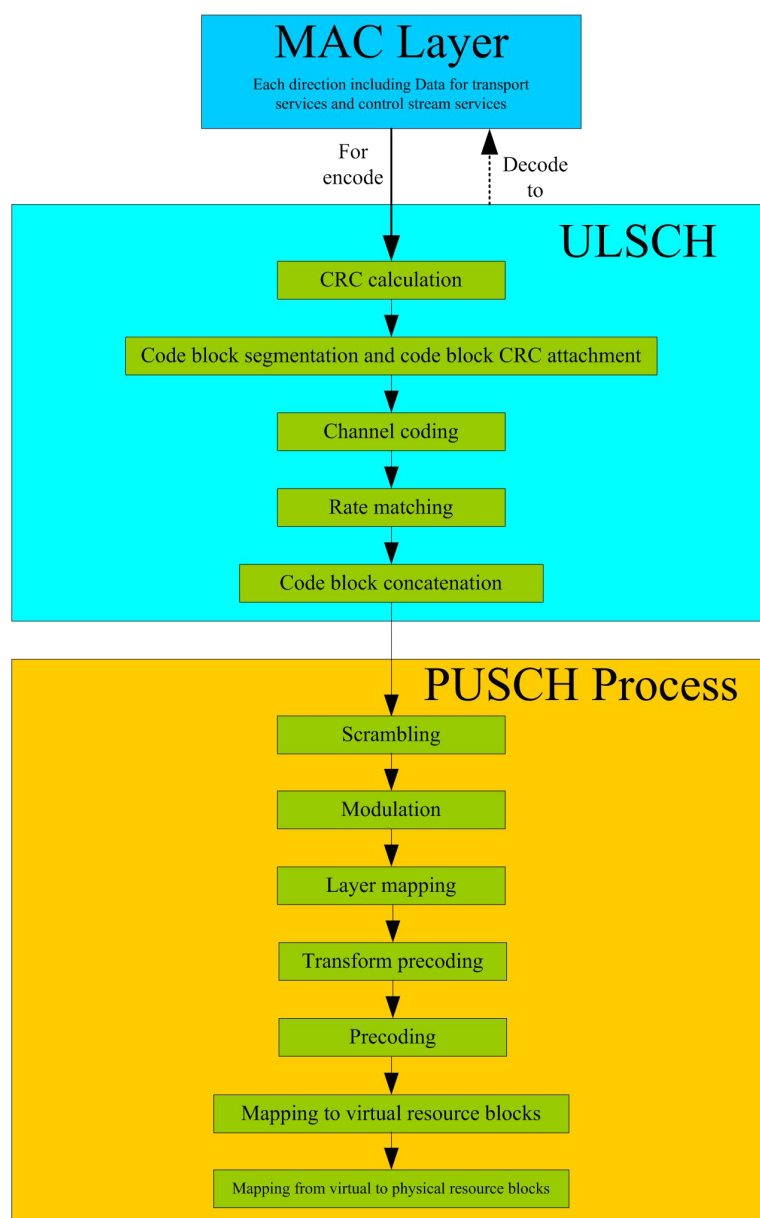 MAC Layer
Each direction including Data for transport
services and control stream services
For
encode
Decode
to
ULSCH
CRC calculation
Code block segmentation and code block CRC attachment
Channel coding
Rate matching
Code block concatenation
PUSCH Process
Scrambling
Modulation
Layer mapping
Transform precoding
Precoding
Mapping to virtual resource blocks
Mapping from virtual to physical resource blocks